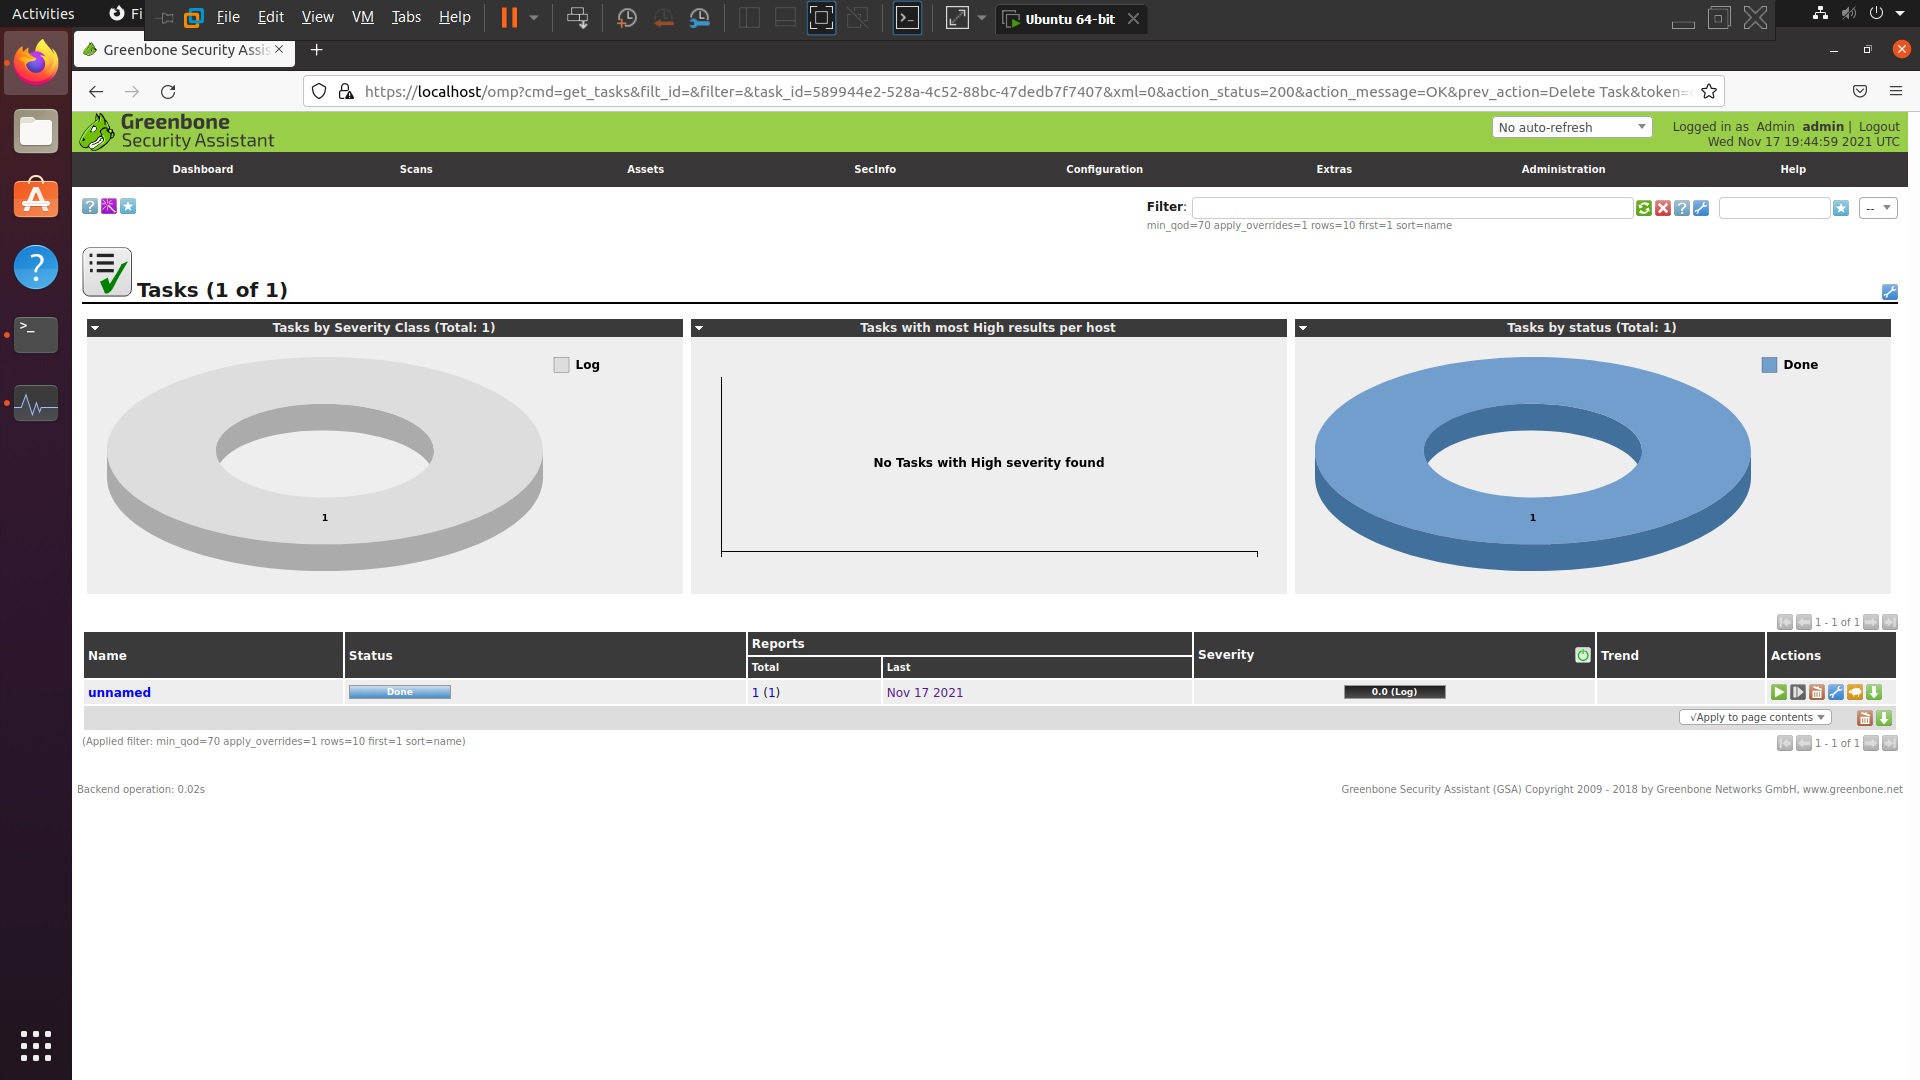 Activities
Fi
File Edit View VM Tabs Help
Ubuntu 64-bit
Greenbone Security Assis
https://localhost/omp?cmd=get_tasks&filt_id=&filter=&task_id=589944e2-528a-4c52-88bc-47dedb7f7407&xml=0&action_status=200&action_message=OK&prev_action=Delete Task&token=
Greenbone
Security Assistant
No auto-refresh
Logged in as Admin admin | Logout
Wed Nov 17 19:44:59 2021 UTC
Dashboard Scans Assets SecInfo Configuration Extras Administration Help
Filter:
--
min_qod=70 apply_overrides=1 rows=10 first=1 sort=name
Tasks (1 of 1)
Tasks by Severity Class (Total: 1)
Log
1
Tasks with most High results per host
No Tasks with High severity found
Tasks by status (Total: 1)
Done
1
1 - 1 of 1
Name Status Reports Severity Trend Actions
Total Last
unnamed Done 1 (1) Nov 17 2021 0.0 (Log)
√Apply to page contents
(Applied filter: min_qod=70 apply_overrides=1 rows=10 first=1 sort=name)
1 - 1 of 1
Backend operation: 0.02s
Greenbone Security Assistant (GSA) Copyright 2009 - 2018 by Greenbone Networks GmbH, www.greenbone.net